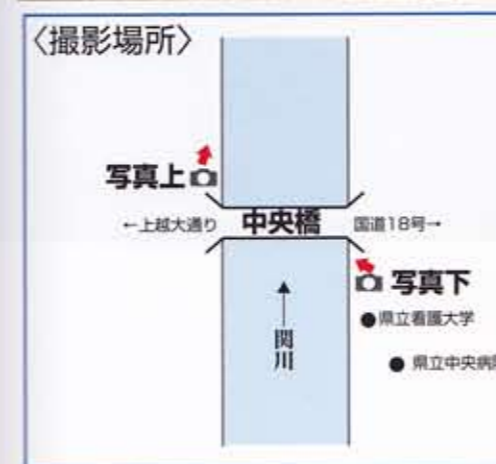 〈撮影場所〉
写真上
←上越大通り 中央橋 国道18号→
写真下
関川
●県立看護大学
●県立中央病院